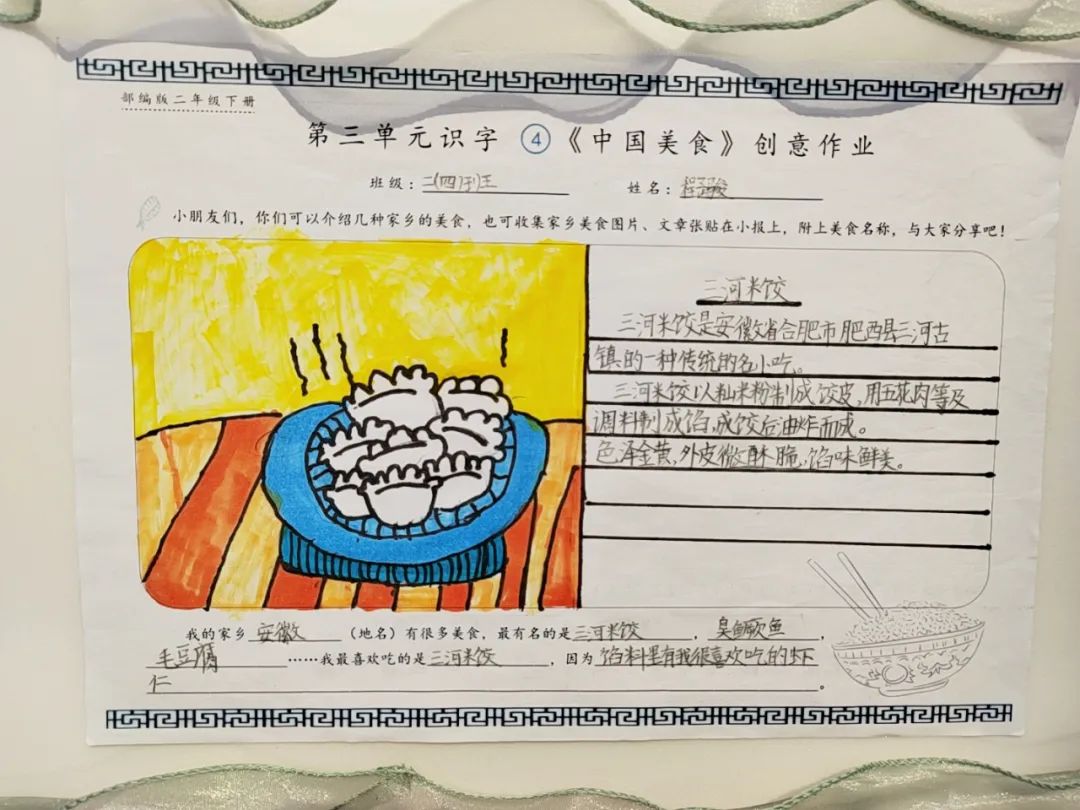 部编版二年级下册
第三单元识字 ④《中国美食》创意作业
班级：二(四)班 姓名：
小朋友们，你们可以介绍几种家乡的美食，也可收集家乡美食图片、文章张贴在小报上，附上美食名称，与大家分享吧！
三河米饺
三河米饺是安徽省合肥市肥西县三河古
镇的一种传统的名小吃。
三河米饺以籼米粉制成饺皮，用五花肉等及
调料制成馅，成饺后油炸而成。
色泽金黄，外皮微酥脆，馅味鲜美。
我的家乡安徽（地名）有很多美食，最有名的是三河米饺，臭鳜鱼，
毛豆腐……我最喜欢吃的是三河米饺，因为馅料里有我很喜欢吃的虾
仁。